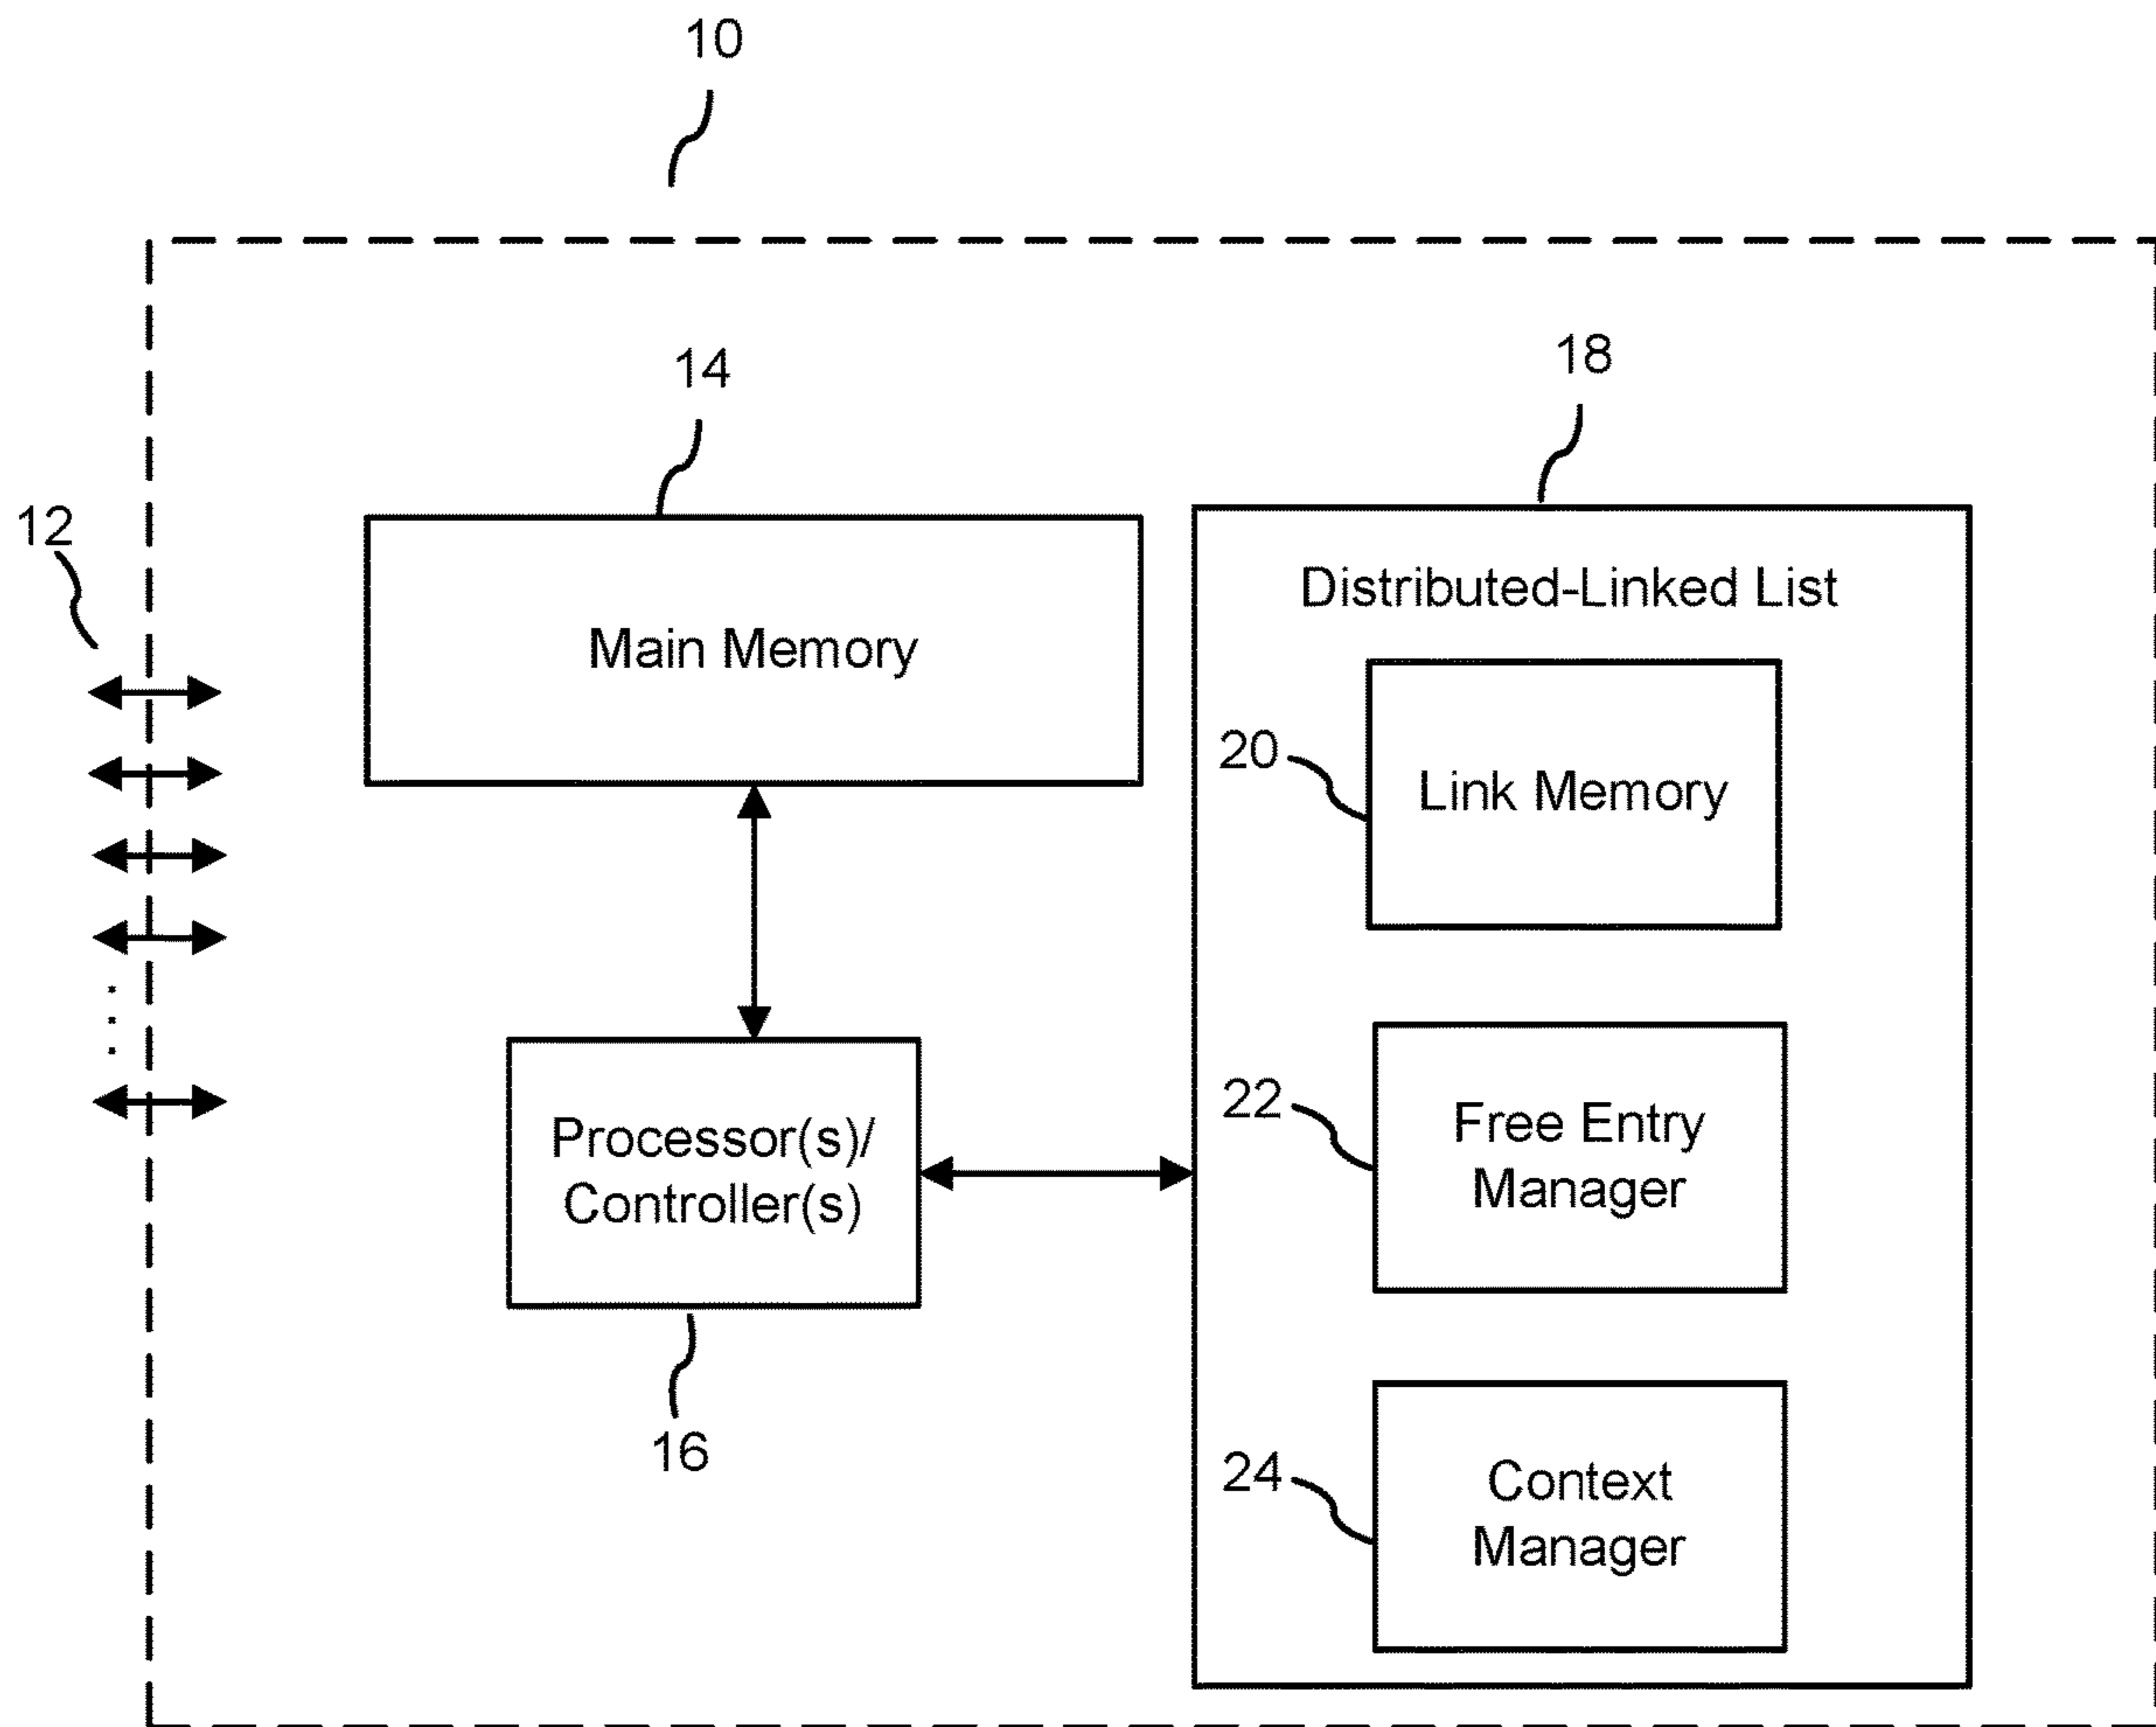 10
14
18
12
Distributed-Linked List
Main Memory
20
Link Memory
22
Free Entry
Manager
Processor(s)/
Controller(s)
16
24
Context
Manager